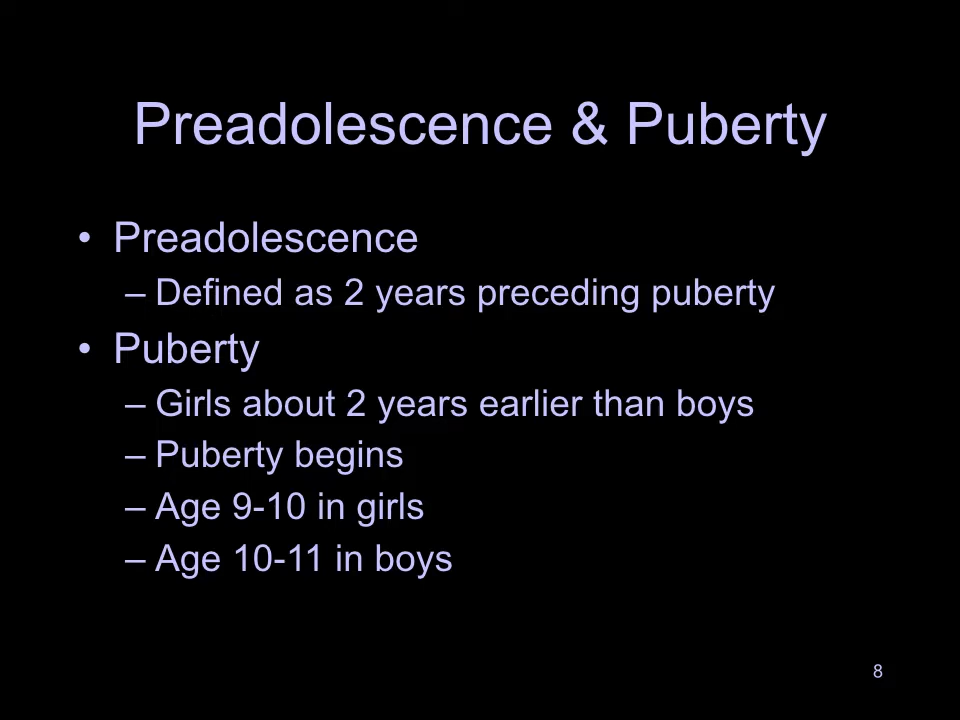 Preadolescence & Puberty
• Preadolescence
– Defined as 2 years preceding puberty
• Puberty
– Girls about 2 years earlier than boys
– Puberty begins
– Age 9-10 in girls
– Age 10-11 in boys
8